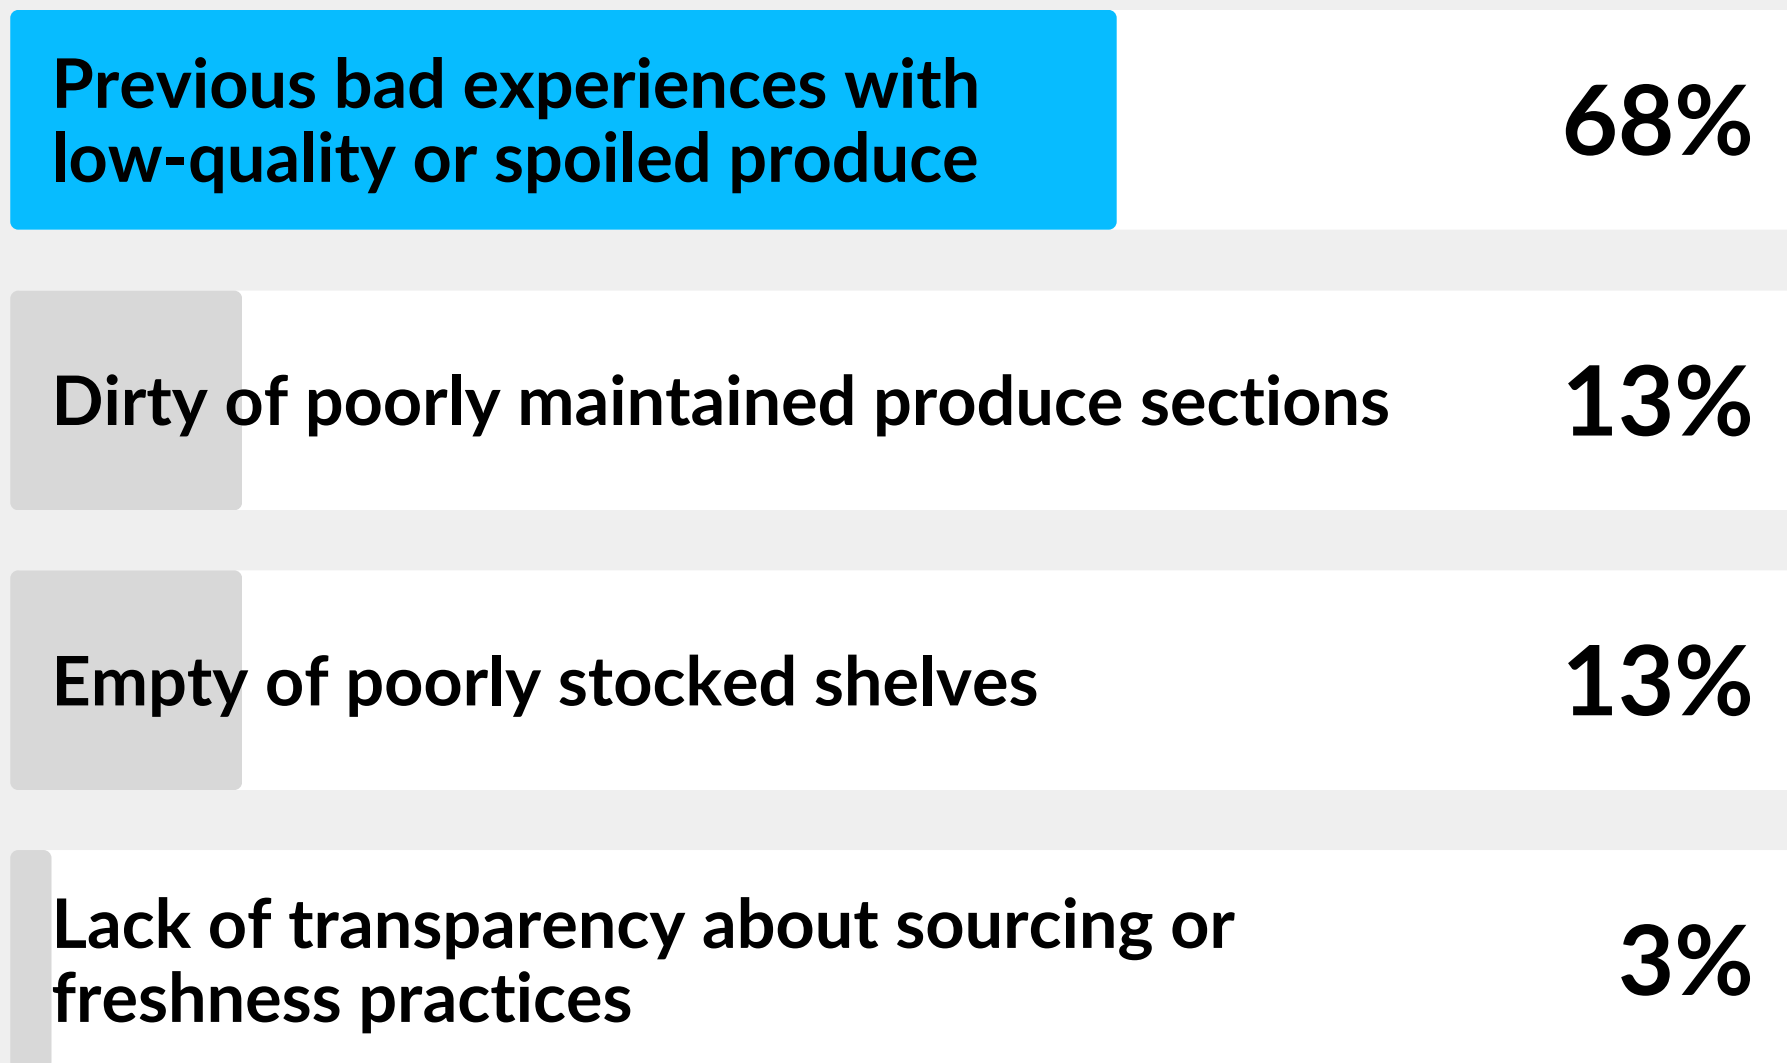 Previous bad experiences with
low-quality or spoiled produce
68%
Dirty of poorly maintained produce sections
13%
Empty of poorly stocked shelves
13%
Lack of transparency about sourcing or
freshness practices
3%